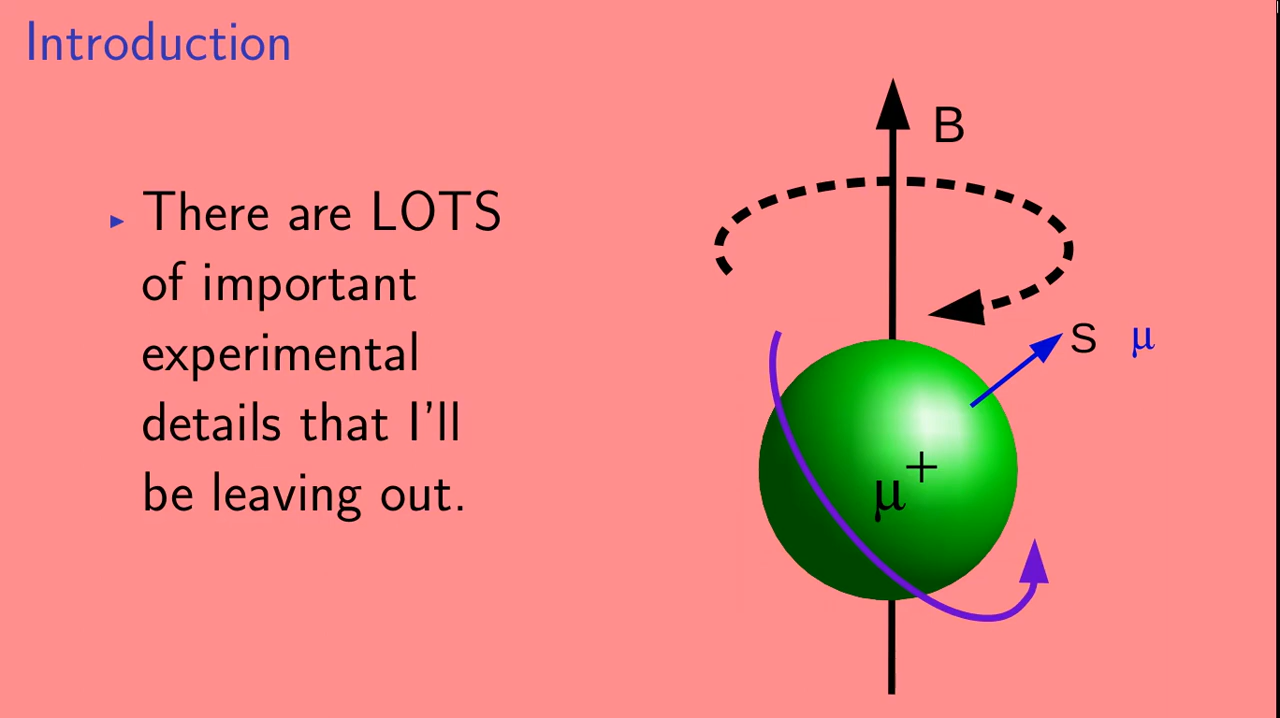 Introduction
▸ There are LOTS
of important
experimental
details that I'll
be leaving out.
B
S μ
μ⁺